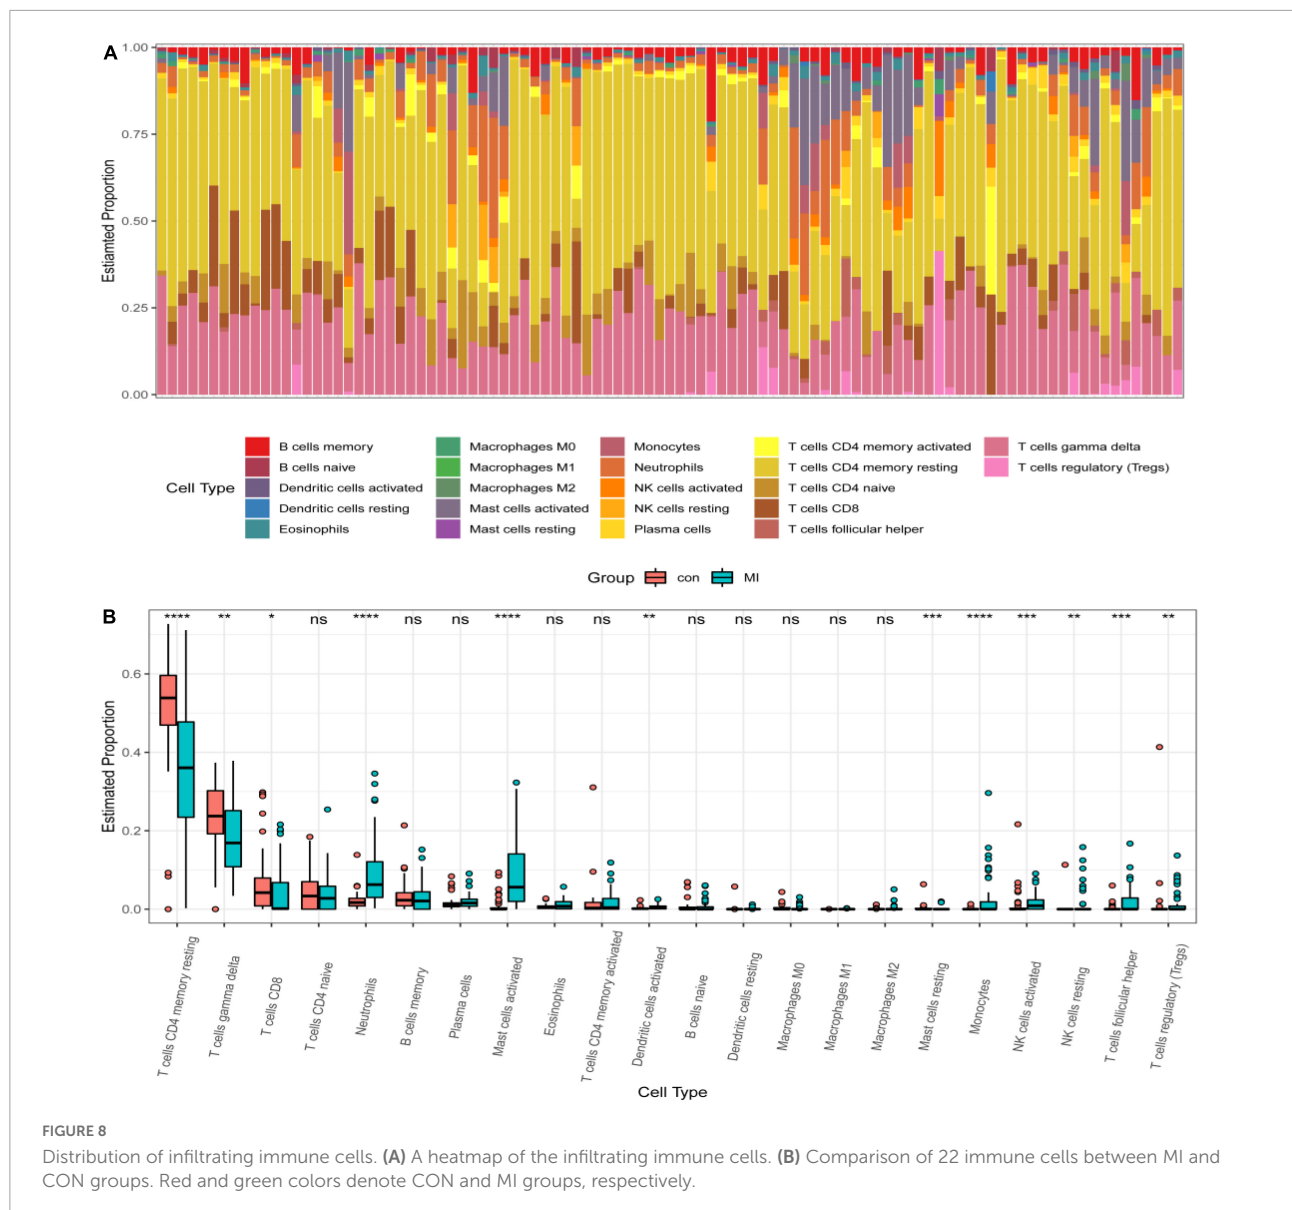 A
Estiamted Proportion
1.00
0.75
0.50
0.25
0.00
Cell Type
B cells memory
B cells naive
Dendritic cells activated
Dendritic cells resting
Eosinophils
Macrophages M0
Macrophages M1
Macrophages M2
Mast cells activated
Mast cells resting
Monocytes
Neutrophils
NK cells activated
NK cells resting
Plasma cells
T cells CD4 memory activated
T cells CD4 memory resting
T cells CD4 naive
T cells CD8
T cells follicular helper
T cells gamma delta
T cells regulatory (Tregs)
Group con MI
B
**** ** * ns **** ns ns **** ns ns ** ns ns ns ns ns *** **** *** ** *** **
Estimated Proportion
0.6
0.4
0.2
0.0
T cells CD4 memory resting
T cells gamma delta
T cells CD8
T cells CD4 naive
Neutrophils
B cells memory
Plasma cells
Mast cells activated
Eosinophils
T cells CD4 memory activated
Dendritic cells activated
B cells naive
Dendritic cells resting
Macrophages M0
Macrophages M1
Macrophages M2
Mast cells resting
Monocytes
NK cells activated
NK cells resting
T cells follicular helper
T cells regulatory (Tregs)
Cell Type
FIGURE 8
Distribution of infiltrating immune cells. (A) A heatmap of the infiltrating immune cells. (B) Comparison of 22 immune cells between MI and
CON groups. Red and green colors denote CON and MI groups, respectively.